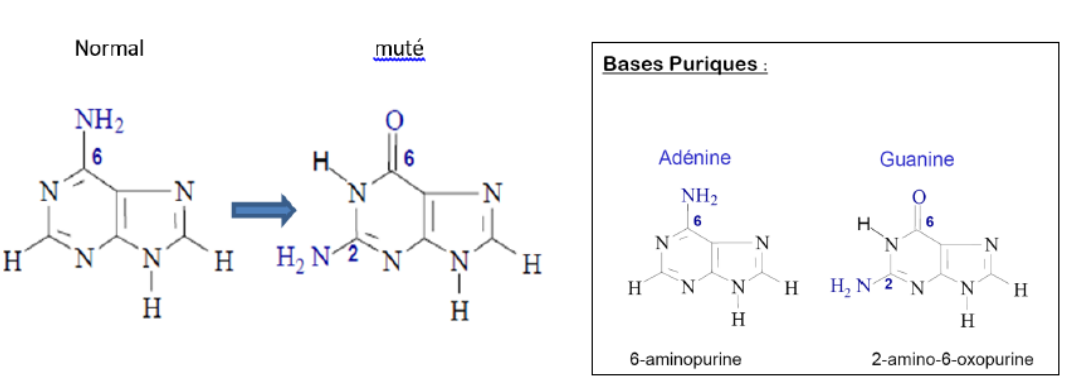 Normal
muté
NH2
6
N
N
N
N
H
H
H
O
6
H
N
N
H2N
2
N
N
H
H
Bases Puriques :
Adénine
Guanine
NH2
6
N
N
N
N
H
H
H
O
6
H
N
N
H2N
2
N
N
H
H
6-aminopurine
2-amino-6-oxopurine